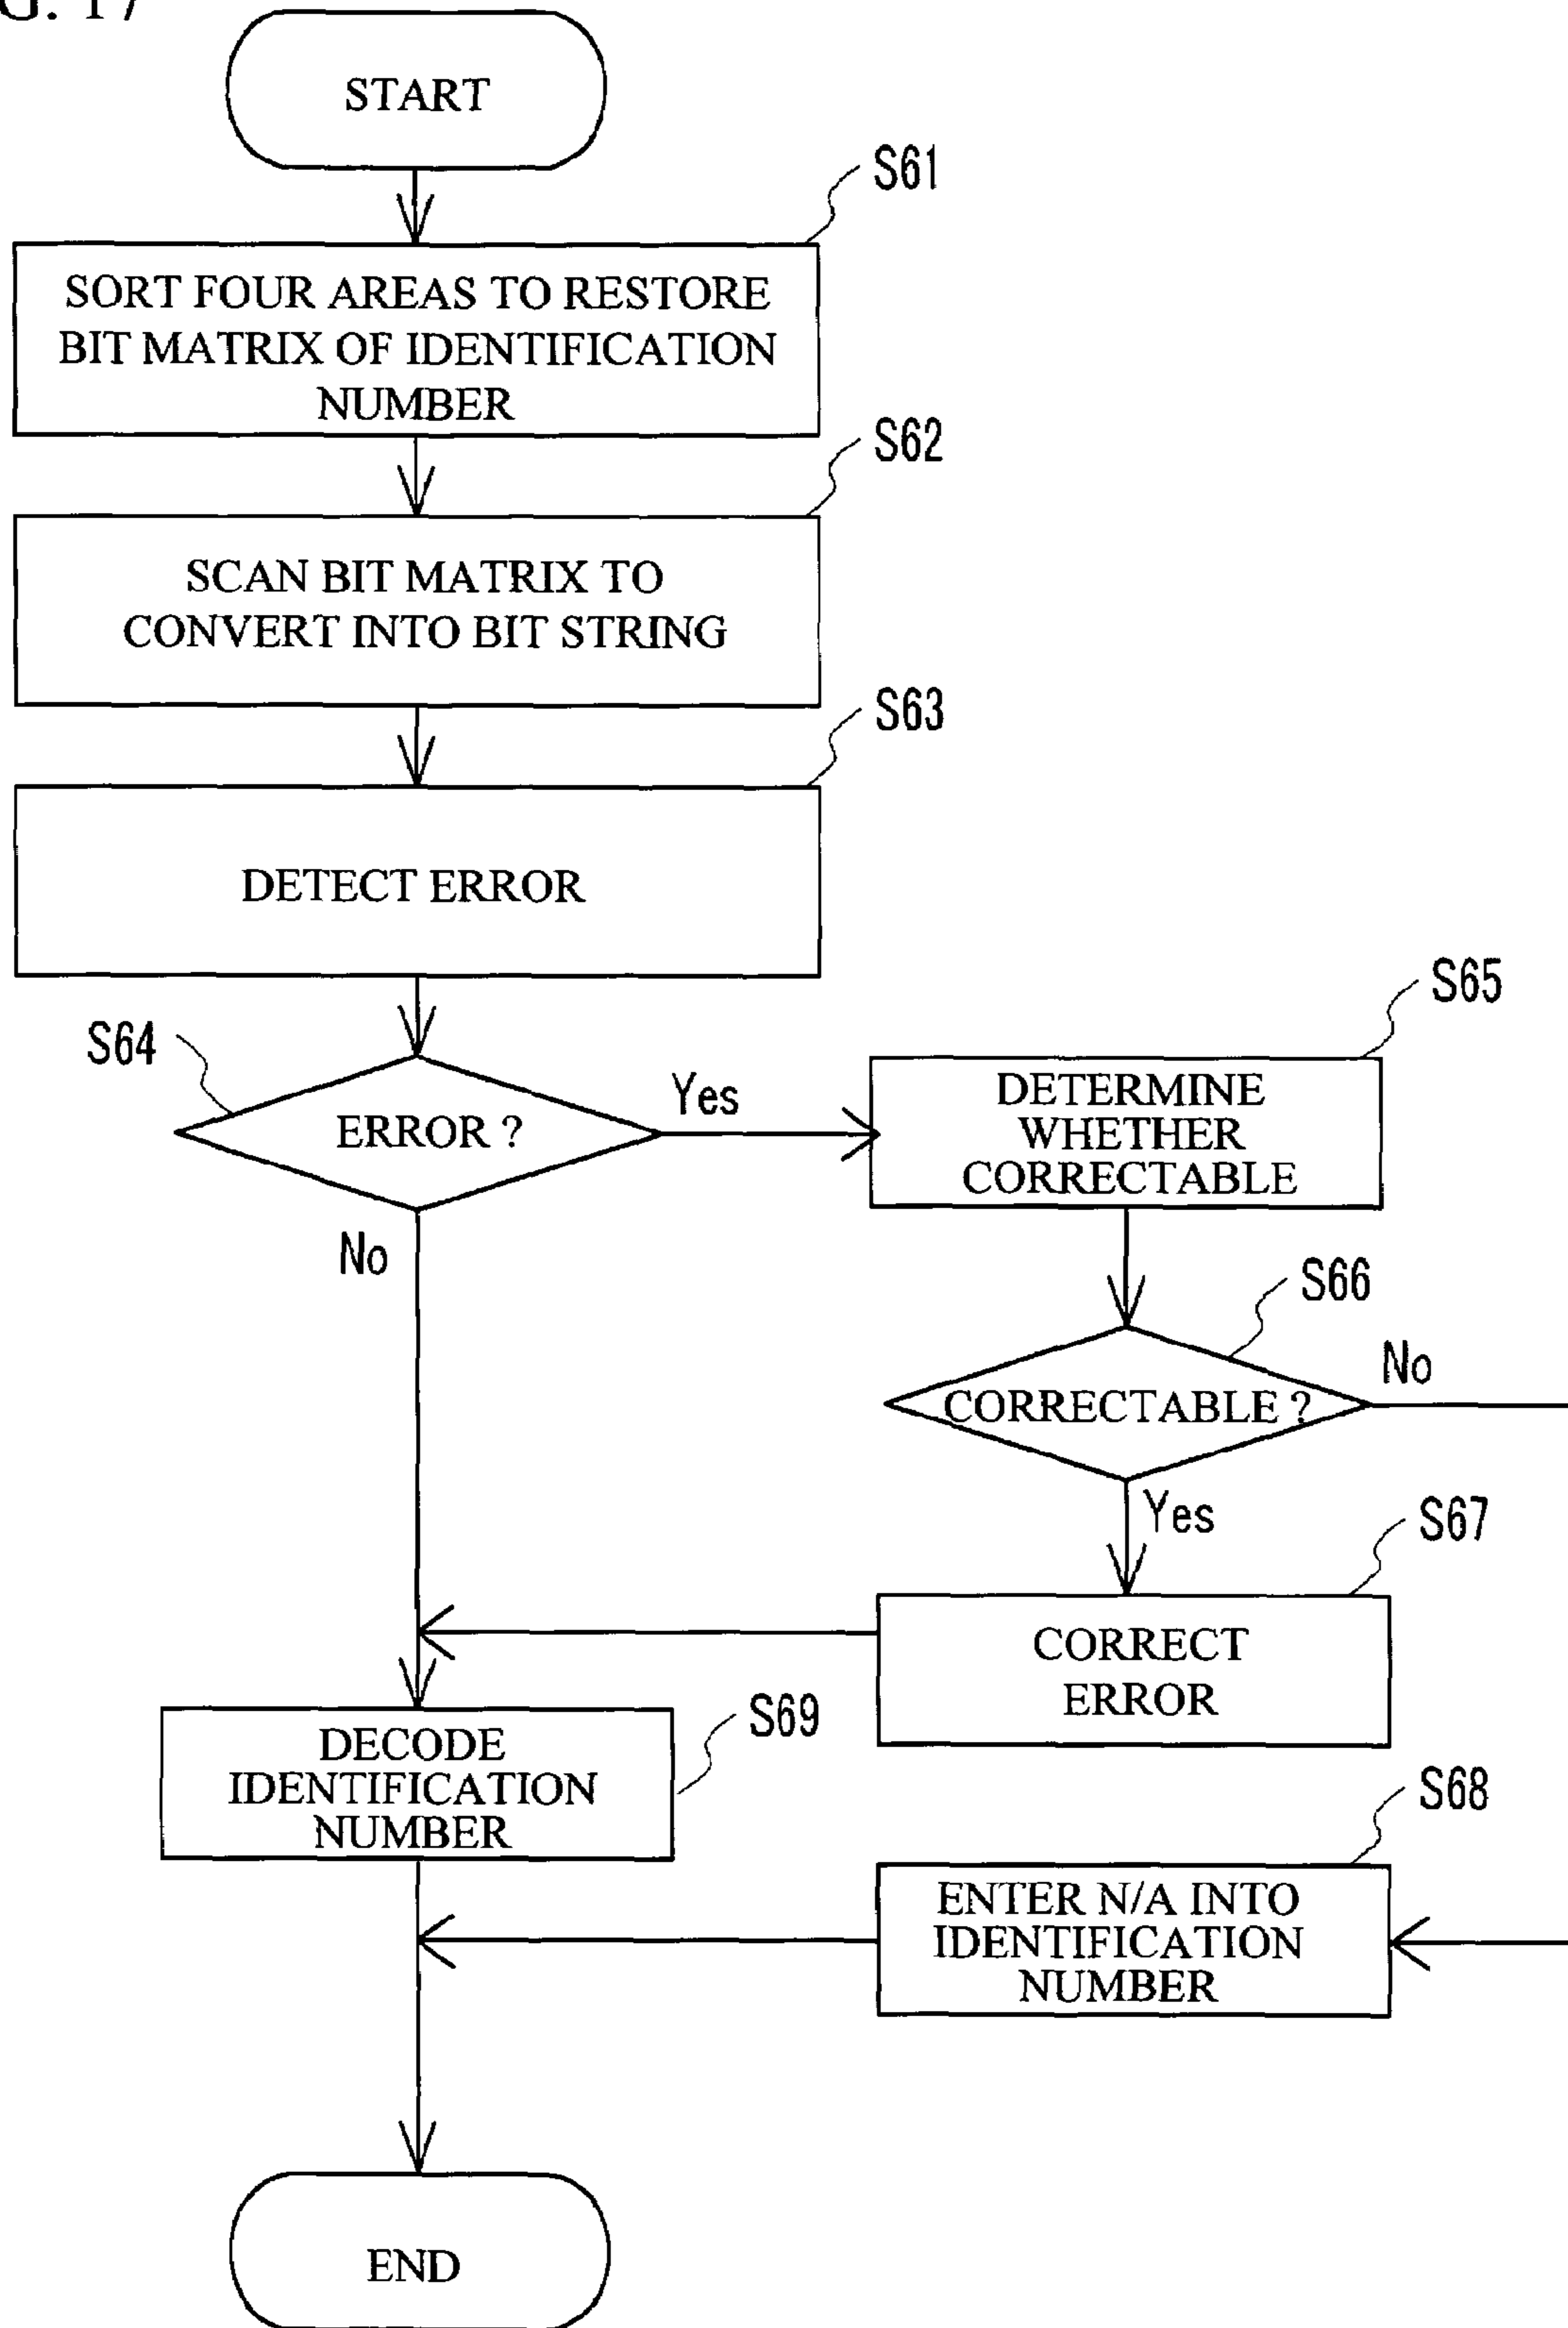 G. 17
START
S61
SORT FOUR AREAS TO RESTORE
BIT MATRIX OF IDENTIFICATION
NUMBER
S62
SCAN BIT MATRIX TO
CONVERT INTO BIT STRING
S63
DETECT ERROR
S64
ERROR ?
Yes
No
S65
DETERMINE
WHETHER
CORRECTABLE
S66
CORRECTABLE ?
No
Yes
S67
CORRECT
ERROR
S69
DECODE
IDENTIFICATION
NUMBER
S68
ENTER N/A INTO
IDENTIFICATION
NUMBER
END